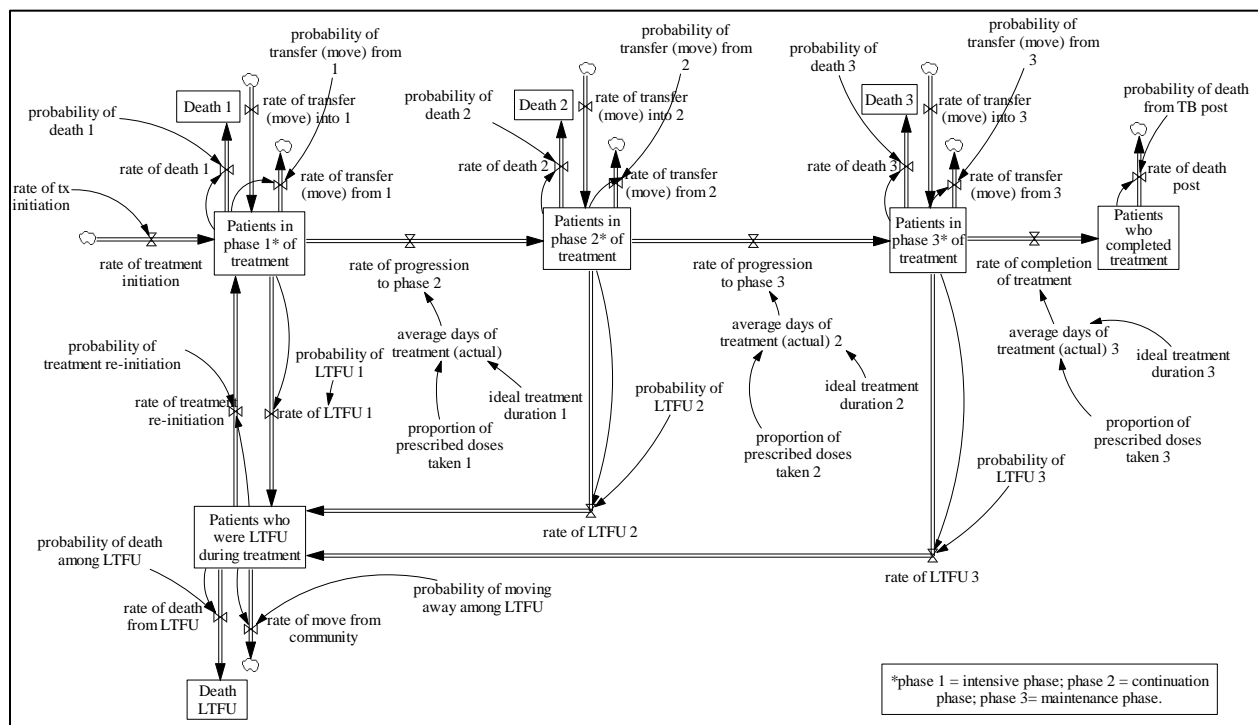 probability of
transfer (move) from
1
probability of
transfer (move) from
2
probability of
transfer (move) from
3
probability of
death 3
probability of death
from TB post
Death 1
Death 2
Death 3
probability of
death 1
rate of transfer
(move) into 1
probability of
death 2
rate of transfer
(move) into 2
rate of transfer
(move) into 3
rate of death 1
rate of transfer
(move) from 1
rate of death 2
rate of transfer
(move) from 2
rate of death 3
rate of transfer
(move) from 3
rate of death
post
rate of tx
initiation
Patients in
phase 1* of
treatment
Patients in
phase 2* of
treatment
Patients in
phase 3* of
treatment
Patients
who
completed
treatment
rate of treatment
initiation
rate of progression
to phase 2
rate of progression
to phase 3
rate of completion
of treatment
average days of
treatment (actual)
average days of
treatment (actual) 2
average days of
treatment (actual) 3
probability of
treatment re-initiation
probability of
LTFU 1
ideal treatment
duration 1
probability of
LTFU 2
ideal treatment
duration 2
ideal treatment
duration 3
rate of treatment
re-initiation
rate of LTFU 1
proportion of
prescribed doses
taken 1
proportion of
prescribed doses
taken 2
proportion of
prescribed doses
taken 3
probability of
LTFU 3
Patients who
were LTFU
during treatment
rate of LTFU 2
rate of LTFU 3
probability of death
among LTFU
probability of moving
away among LTFU
rate of death
from LTFU
rate of move from
community
Death
LTFU
*phase 1 = intensive phase; phase 2 = continuation
phase; phase 3= maintenance phase.